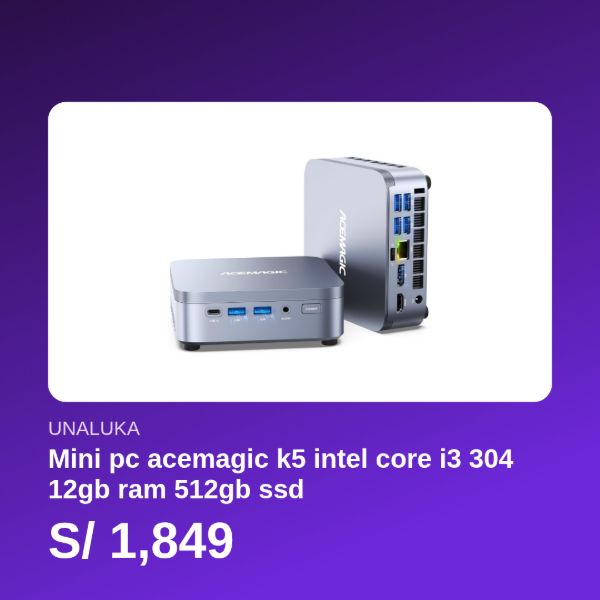 ACEMAGIC
ACEMAGIC
UNALUKA
Mini pc acemagic k5 intel core i3 304
12gb ram 512gb ssd
S/ 1,849